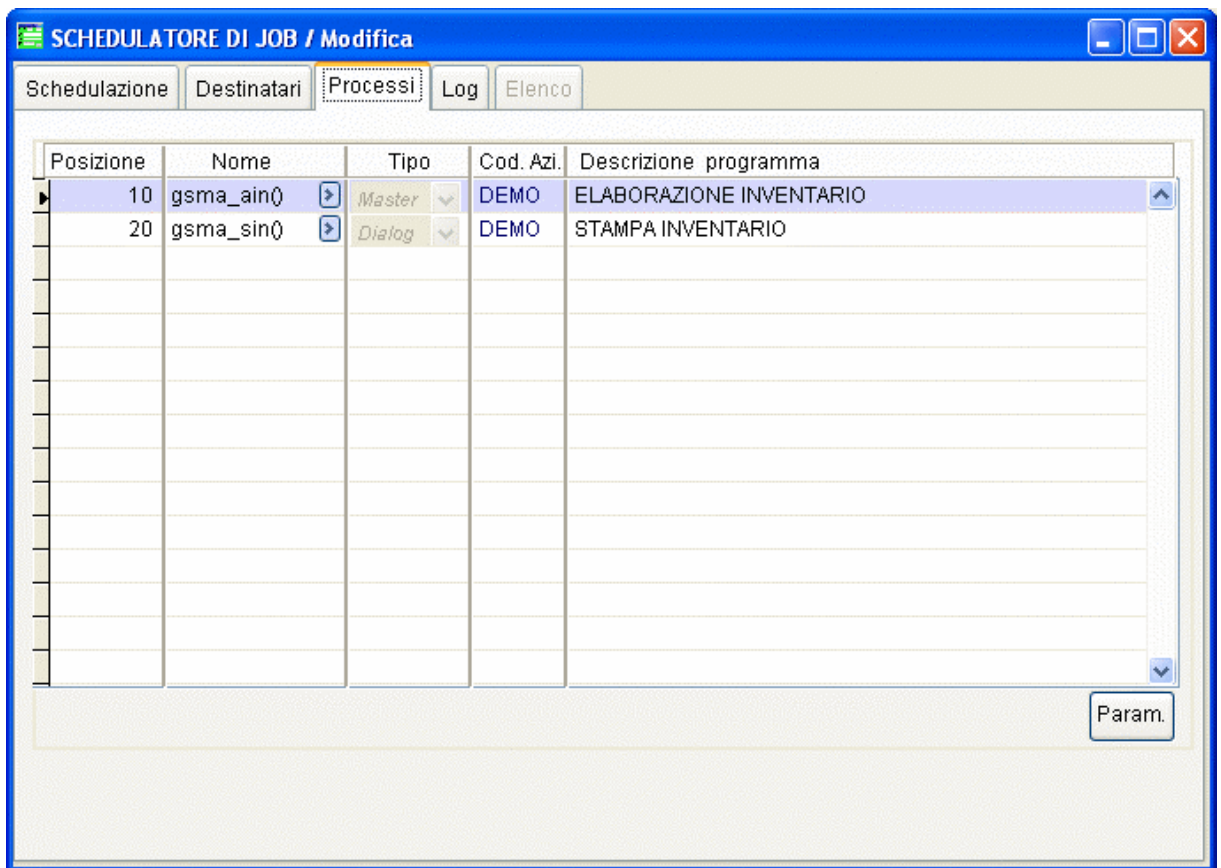 SCHEDULATORE DI JOB / Modifica
Schedulazione Destinatari Processi Log Elenco
Posizione Nome Tipo Cod. Azi. Descrizione programma
10 gsma_ain() Master DEMO ELABORAZIONE INVENTARIO
20 gsma_sin() Dialog DEMO STAMPA INVENTARIO
Param.